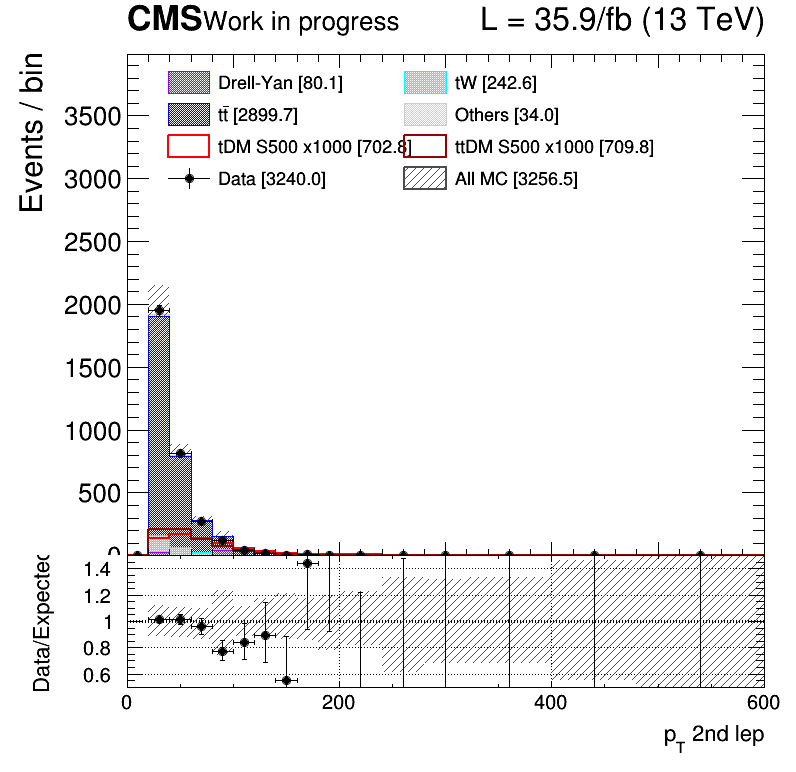 CMS Work in progress L = 35.9/fb (13 TeV)
Events / bin
Drell-Yan [80.1] tW [242.6]
tt̄ [2899.7] Others [34.0]
tDM S500 x1000 [702.8] ttDM S500 x1000 [709.8]
Data [3240.0] All MC [3256.5]
3500
3000
2500
2000
1500
1000
500
0
Data/Expected
1.4
1.2
1
0.8
0.6
0 200 400 600
p_T 2nd lep